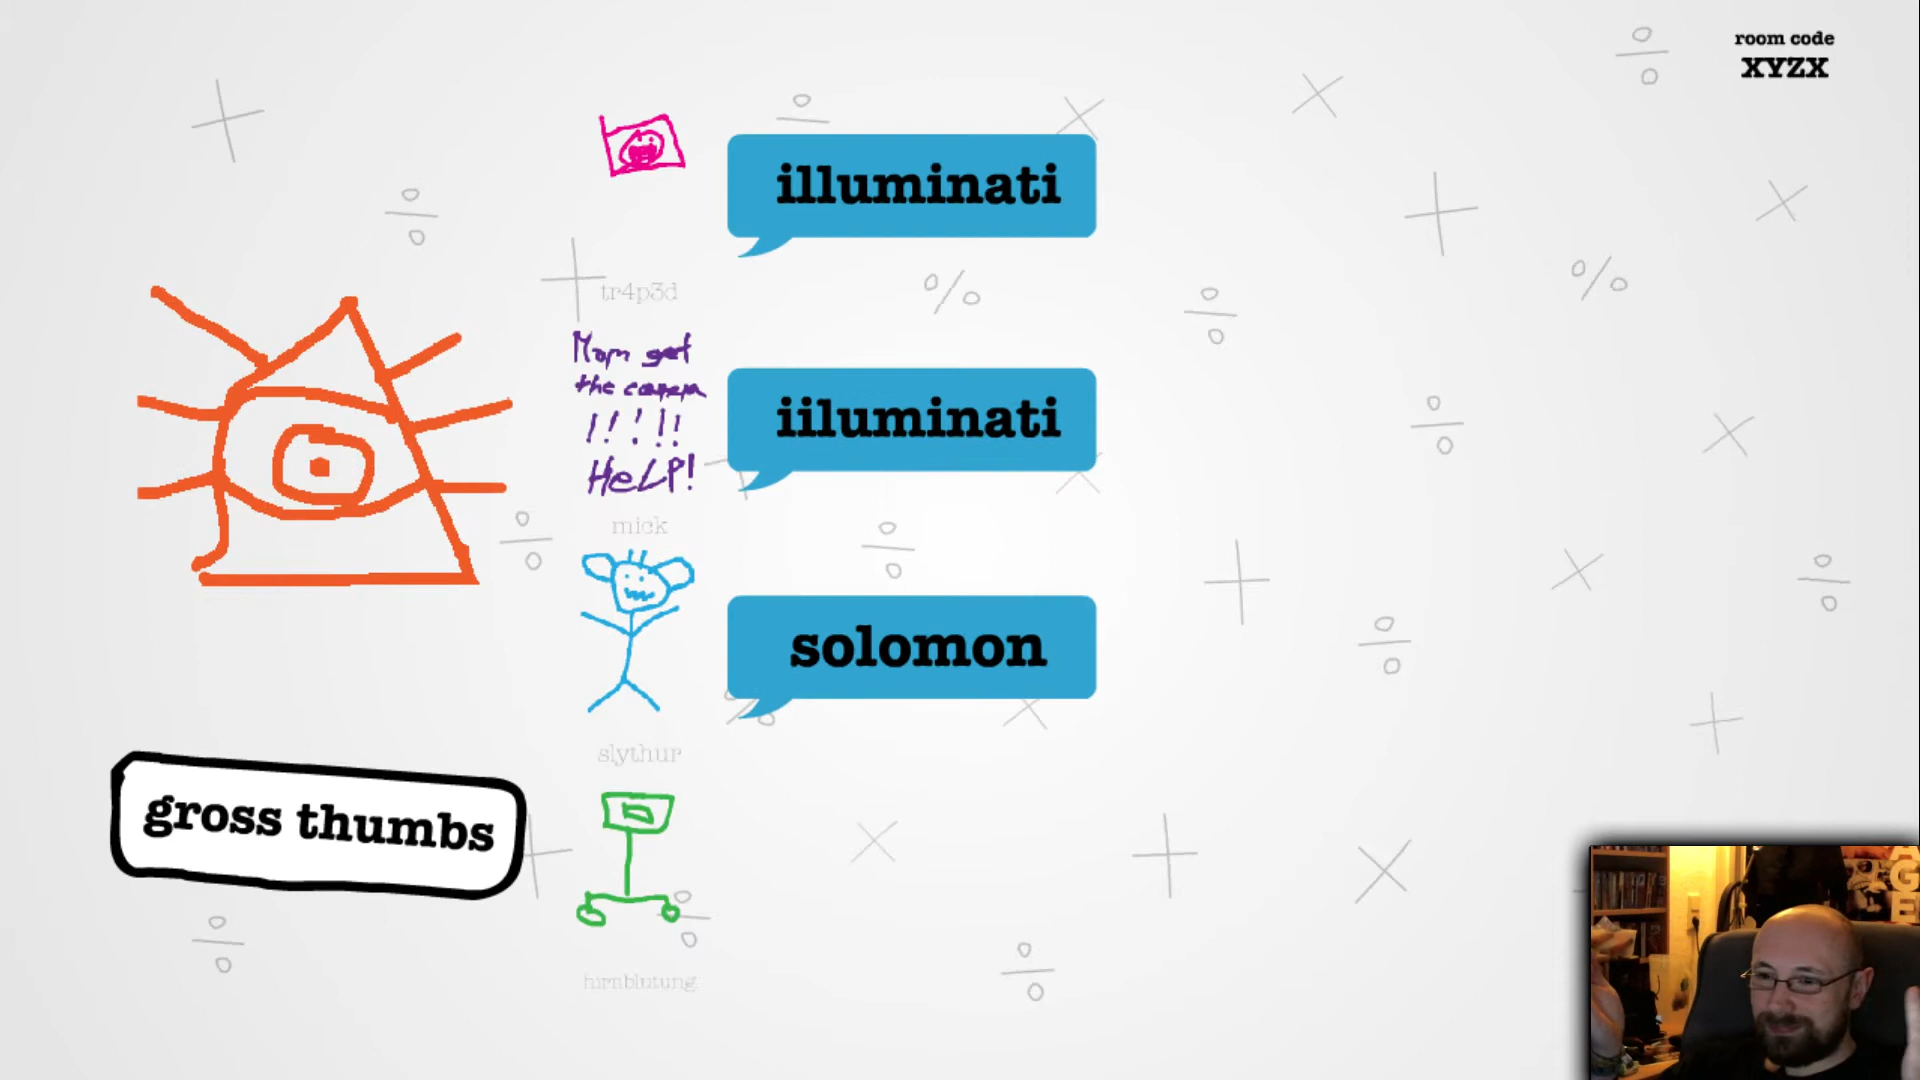 room code
XYZX
illuminati
tr4p3d
Mom get
the camera
!!!!!
HeLP!
iiluminati
mick
solomon
slythur
gross thumbs
hirnblutung